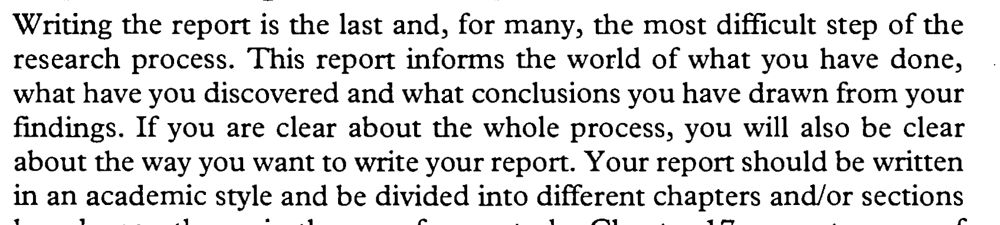 Writing the report is the last and, for many, the most difficult step of the
research process. This report informs the world of what you have done,
what have you discovered and what conclusions you have drawn from your
findings. If you are clear about the whole process, you will also be clear
about the way you want to write your report. Your report should be written
in an academic style and be divided into different chapters and/or sections